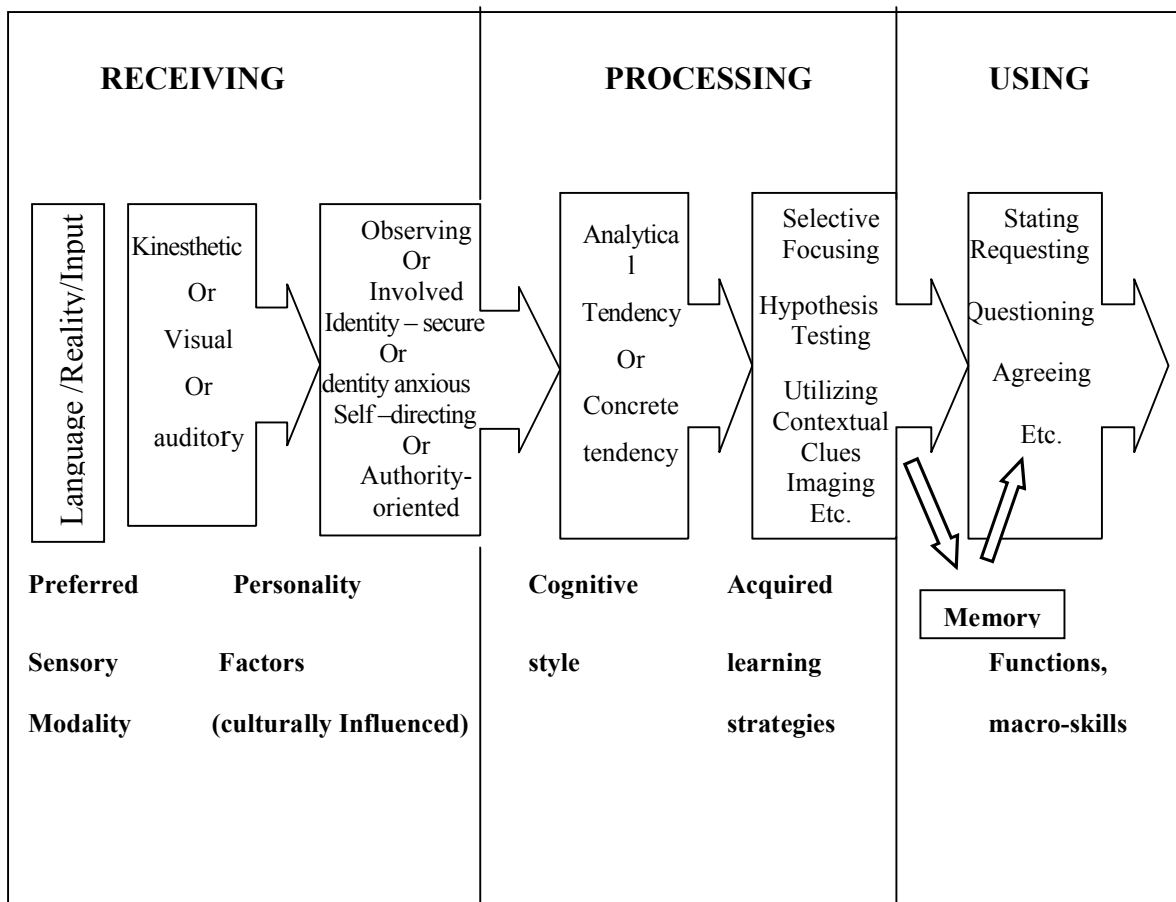 RECEIVING
PROCESSING
USING
Language /Reality/Input
Kinesthetic
Or
Visual
Or
auditory
Observing
Or
Involved
Identity – secure
Or
dentity anxious
Self –directing
Or
Authority-
oriented
Analytica
l
Tendency
Or
Concrete
tendency
Selective
Focusing
Hypothesis
Testing
Utilizing
Contextual
Clues
Imaging
Etc.
Stating
Requesting
Questioning
Agreeing
Etc.
Preferred
Sensory
Modality
Personality
Factors
(culturally Influenced)
Cognitive
style
Acquired
learning
strategies
Memory
Functions,
macro-skills